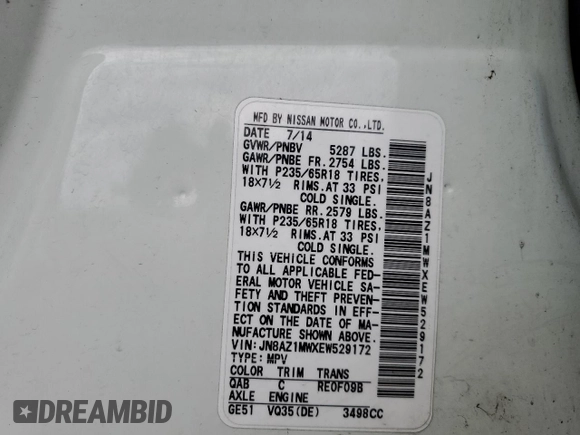 MFD BY NISSAN MOTOR CO.,LTD.
DATE 7/14
GVWR/PNBV 5287 LBS.
GAWR/PNBE FR. 2754 LBS.
WITH P235/65R18 TIRES,
18×7½ RIMS.AT 33 PSI
COLD SINGLE.
GAWR/PNBE RR. 2579 LBS.
WITH P235/65R18 TIRES,
18×7½ RIMS.AT 33 PSI
COLD SINGLE.
THIS VEHICLE CONFORMS
TO ALL APPLICABLE FED-
ERAL MOTOR VEHICLE SA-
FETY AND THEFT PREVEN-
TION STANDARDS IN EFF-
ECT ON THE DATE OF MA-
NUFACTURE SHOWN ABOVE.
VIN:JN8AZ1MWXEW529172
TYPE:MPV
COLOR TRIM TRANS
QAB C RE0F09B
AXLE ENGINE
GE51 VQ35(DE) 3498CC
JN8AZ1MWXEW529172
DREAMBID
CERTIFIED USED CARS